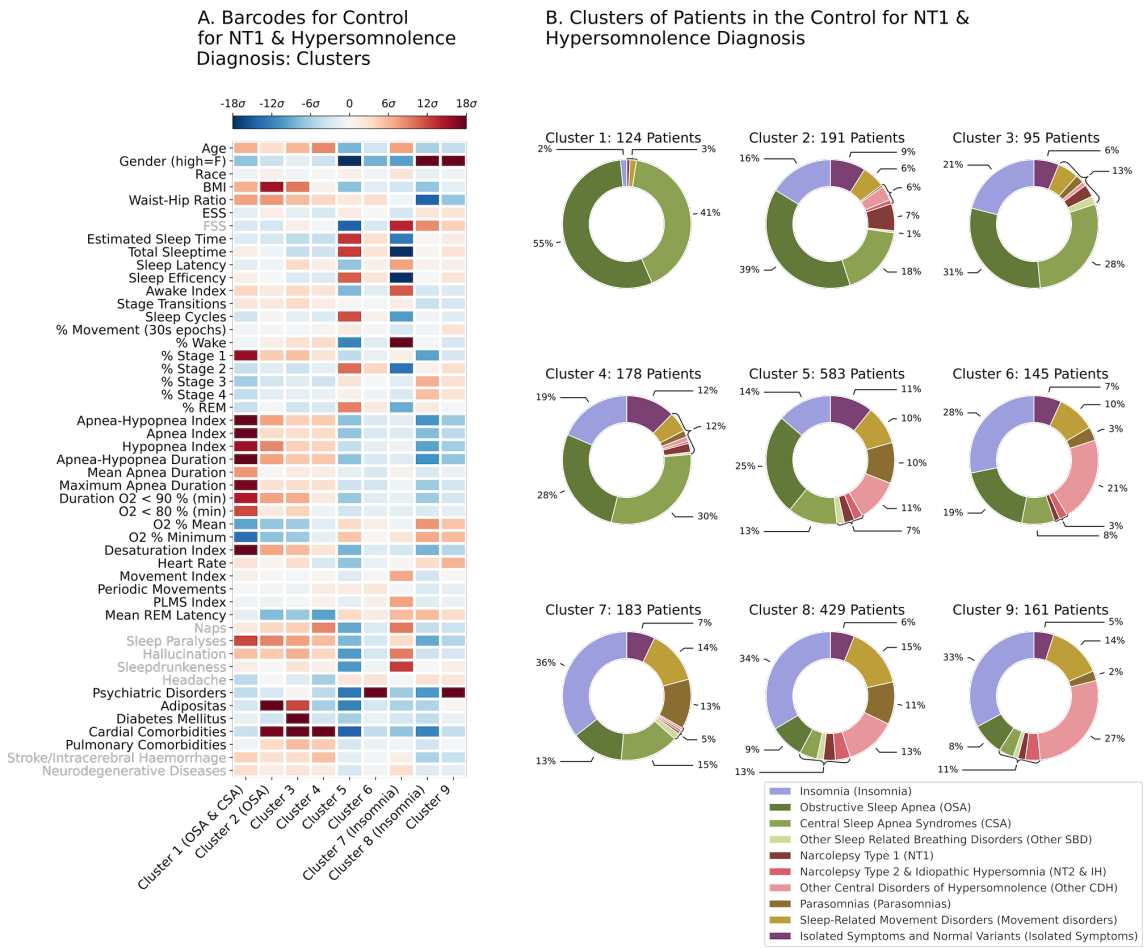 A. Barcodes for Control
for NT1 & Hypersomnolence
Diagnosis: Clusters
-18σ -12σ -6σ 0 6σ 12σ 18σ
Age
Gender (high=F)
Race
BMI
Waist-Hip Ratio
ESS
FSS
Estimated Sleep Time
Total Sleeptime
Sleep Latency
Sleep Efficency
Awake Index
Stage Transitions
Sleep Cycles
% Movement (30s epochs)
% Wake
% Stage 1
% Stage 2
% Stage 3
% Stage 4
% REM
Apnea-Hypopnea Index
Apnea Index
Hypopnea Index
Apnea-Hypopnea Duration
Mean Apnea Duration
Maximum Apnea Duration
Duration O2 < 90 % (min)
O2 < 80 % (min)
O2 % Mean
O2 % Minimum
Desaturation Index
Heart Rate
Movement Index
Periodic Movements
PLMS Index
Mean REM Latency
Naps
Sleep Paralyses
Hallucination
Sleepdrunkeness
Headache
Psychiatric Disorders
Adipositas
Diabetes Mellitus
Cardial Comorbidities
Pulmonary Comorbidities
Stroke/Intracerebral Haemorrhage
Neurodegenerative Diseases
Cluster 1 (OSA & CSA)
Cluster 2 (OSA)
Cluster 3
Cluster 4
Cluster 5
Cluster 6
Cluster 7 (Insomnia)
Cluster 8 (Insomnia)
Cluster 9
B. Clusters of Patients in the Control for NT1 &
Hypersomnolence Diagnosis
Cluster 1: 124 Patients
2%
3%
41%
55%
Cluster 2: 191 Patients
16%
9%
6%
6%
7%
1%
18%
39%
Cluster 3: 95 Patients
21%
6%
13%
28%
31%
Cluster 4: 178 Patients
19%
12%
12%
30%
28%
Cluster 5: 583 Patients
14%
11%
10%
10%
11%
7%
13%
25%
Cluster 6: 145 Patients
28%
7%
10%
3%
21%
3%
8%
19%
Cluster 7: 183 Patients
36%
7%
14%
13%
5%
15%
13%
Cluster 8: 429 Patients
34%
6%
15%
11%
13%
13%
9%
Cluster 9: 161 Patients
33%
5%
14%
2%
27%
11%
8%
Insomnia (Insomnia)
Obstructive Sleep Apnea (OSA)
Central Sleep Apnea Syndromes (CSA)
Other Sleep Related Breathing Disorders (Other SBD)
Narcolepsy Type 1 (NT1)
Narcolepsy Type 2 & Idiopathic Hypersomnia (NT2 & IH)
Other Central Disorders of Hypersomnolence (Other CDH)
Parasomnias (Parasomnias)
Sleep-Related Movement Disorders (Movement disorders)
Isolated Symptoms and Normal Variants (Isolated Symptoms)